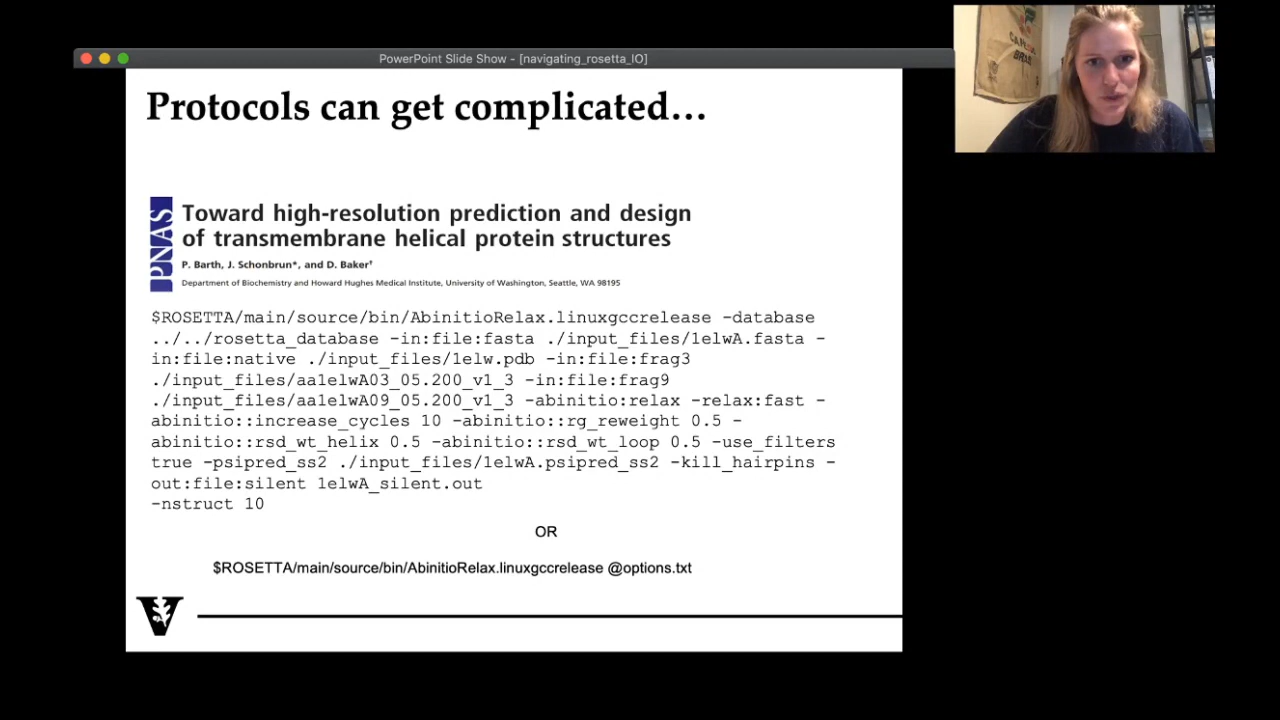 PowerPoint Slide Show - [navigating_rosetta_IO]
Protocols can get complicated...
PNAS
Toward high-resolution prediction and design
of transmembrane helical protein structures
P. Barth, J. Schonbrun*, and D. Baker†
Department of Biochemistry and Howard Hughes Medical Institute, University of Washington, Seattle, WA 98195
$ROSETTA/main/source/bin/AbinitioRelax.linuxgccrelease -database
../../rosetta_database -in:file:fasta ./input_files/1elwA.fasta -
in:file:native ./input_files/1elw.pdb -in:file:frag3
./input_files/aa1elwA03_05.200_v1_3 -in:file:frag9
./input_files/aa1elwA09_05.200_v1_3 -abinitio:relax -relax:fast -
abinitio::increase_cycles 10 -abinitio::rg_reweight 0.5 -
abinitio::rsd_wt_helix 0.5 -abinitio::rsd_wt_loop 0.5 -use_filters
true -psipred_ss2 ./input_files/1elwA.psipred_ss2 -kill_hairpins -
out:file:silent 1elwA_silent.out
-nstruct 10
OR
$ROSETTA/main/source/bin/AbinitioRelax.linuxgccrelease @options.txt
V